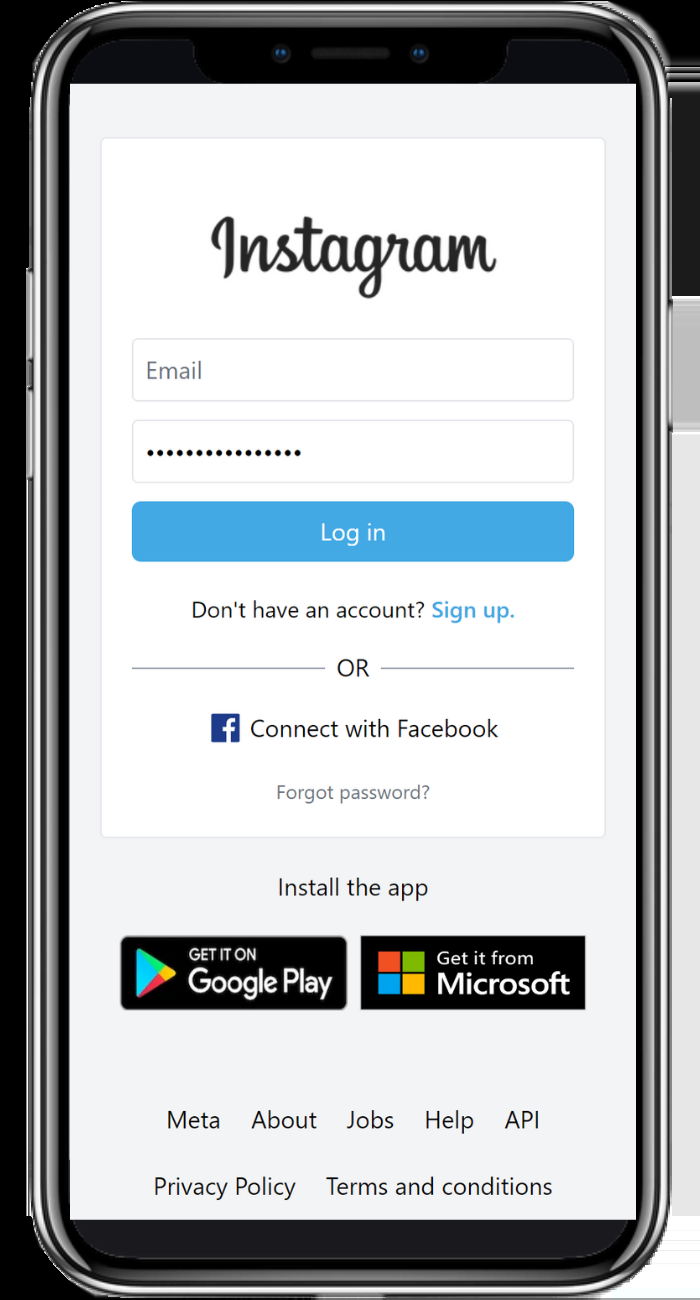 Instagram
Email
••••••••••••••••
Log in
Don't have an account? Sign up.
OR
Connect with Facebook
Forgot password?
Install the app
GET IT ON
Google Play
Get it from
Microsoft
Meta About Jobs Help API
Privacy Policy Terms and conditions